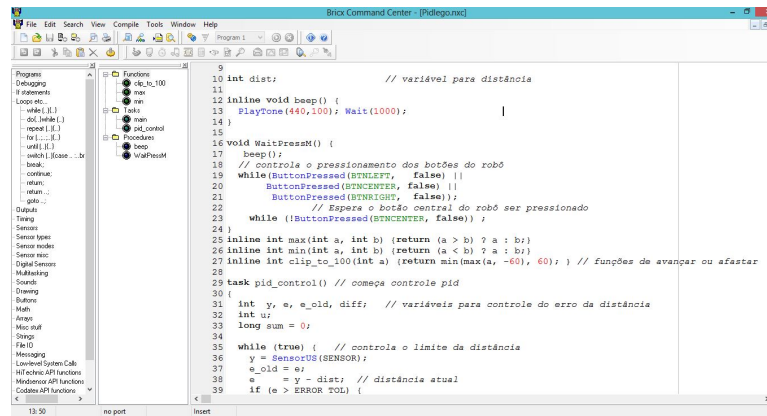 Bricx Command Center - [Pidlego.nxc]
File Edit Search View Compile Tools Window Help
Program 1
Programs
Debugging
If statements
Loops etc...
while (..){..}
do{..}while (..)
repeat (..){..}
for (..;..;..){..}
until (..){..}
switch (..){case .. :..br
break;
continue;
return;
return ..;
goto ..;
Outputs
Timing
Sensors
Sensor types
Sensor modes
Sensor misc
Digital Sensors
Multitasking
Sounds
Drawing
Buttons
Math
Arrays
Misc stuff
Strings
File IO
Messaging
Low-level System Calls
HiTechnic API functions
Mindsensor API functions
Codatex API functions
Functions
clip_to_100
max
min
Tasks
main
pid_control
Procedures
beep
WaitPressM
9
10 int dist; // variável para distância
11
12 inline void beep() {
13 PlayTone(440,100); Wait(1000);
14 }
15
16 void WaitPressM() {
17 beep();
18 // controla o pressionamento dos botões do robô
19 while(ButtonPressed(BTNLEFT, false) ||
20 ButtonPressed(BTNCENTER, false) ||
21 ButtonPressed(BTNRIGHT, false));
22 // Espera o botão central do robô ser pressionado
23 while (!ButtonPressed(BTNCENTER, false)) ;
24 }
25 inline int max(int a, int b) {return (a > b) ? a : b;}
26 inline int min(int a, int b) {return (a < b) ? a : b;}
27 inline int clip_to_100(int a) {return min(max(a, -60), 60); } // funções de avançar ou afastar
28
29 task pid_control() // começa controle pid
30 {
31 int y, e, e_old, diff; // variáveis para controle do erro da distância
32 int u;
33 long sum = 0;
34
35 while (true) { // controla o limite da distância
36 y = SensorUS(SENSOR);
37 e_old = e;
38 e = y - dist; // distância atual
39 if (e > ERROR_TOL) {
13: 50 no port Insert